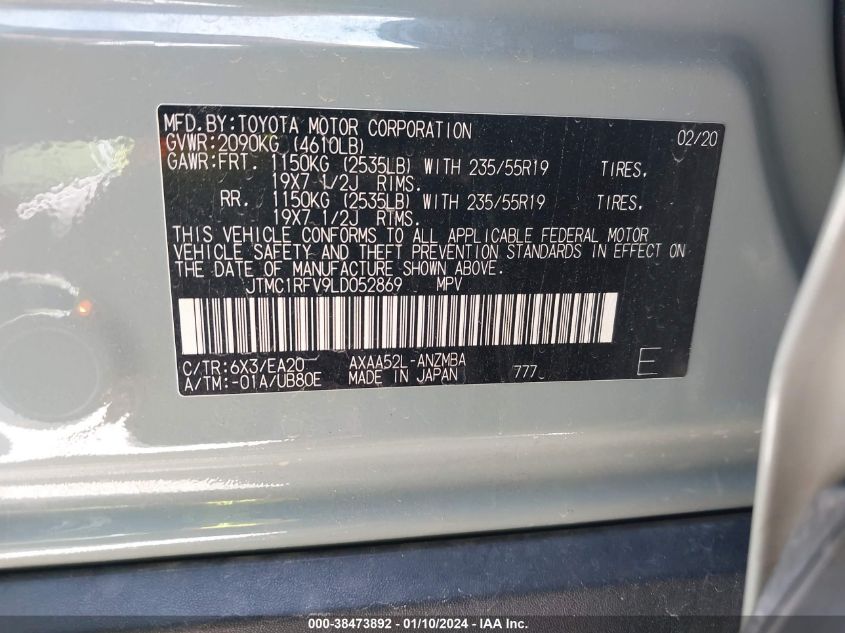 MFD.BY:TOYOTA MOTOR CORPORATION 02/20
GVWR:2090KG (4610LB)
GAWR:FRT. 1150KG (2535LB) WITH 235/55R19 TIRES.
19X7 1/2J RIMS.
RR. 1150KG (2535LB) WITH 235/55R19 TIRES.
19X7 1/2J RIMS.
THIS VEHICLE CONFORMS TO ALL APPLICABLE FEDERAL MOTOR
VEHICLE SAFETY AND THEFT PREVENTION STANDARDS IN EFFECT ON
THE DATE OF MANUFACTURE SHOWN ABOVE.
JTMC1RFV9LD052869 MPV
C/TR:6X3/EA20 AXAA52L-ANZMBA
A/TM:-01A/UB80E MADE IN JAPAN 777 E
000-38473892 - 01/10/2024 - IAA Inc.